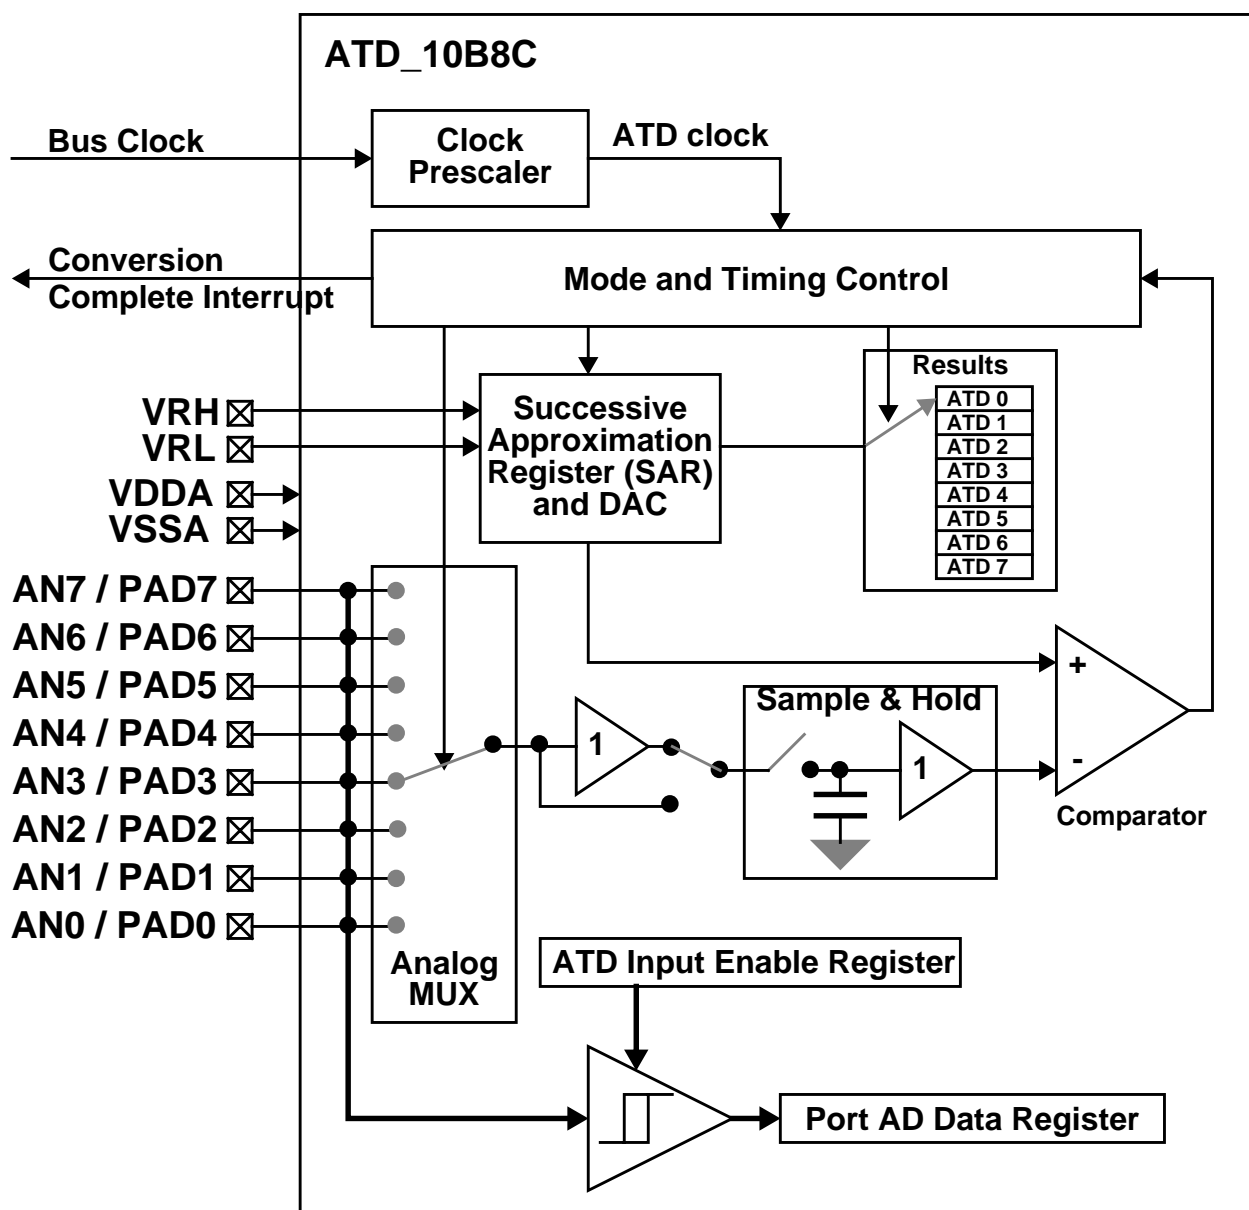 ATD_10B8C
Bus Clock
Clock
Prescaler
ATD clock
Conversion
Complete Interrupt
Mode and Timing Control
Results
ATD 0
ATD 1
ATD 2
ATD 3
ATD 4
ATD 5
ATD 6
ATD 7
VRH
VRL
VDDA
VSSA
Successive
Approximation
Register (SAR)
and DAC
AN7 / PAD7
AN6 / PAD6
AN5 / PAD5
AN4 / PAD4
AN3 / PAD3
AN2 / PAD2
AN1 / PAD1
AN0 / PAD0
Analog
MUX
1
Sample & Hold
1
+
-
Comparator
ATD Input Enable Register
Port AD Data Register